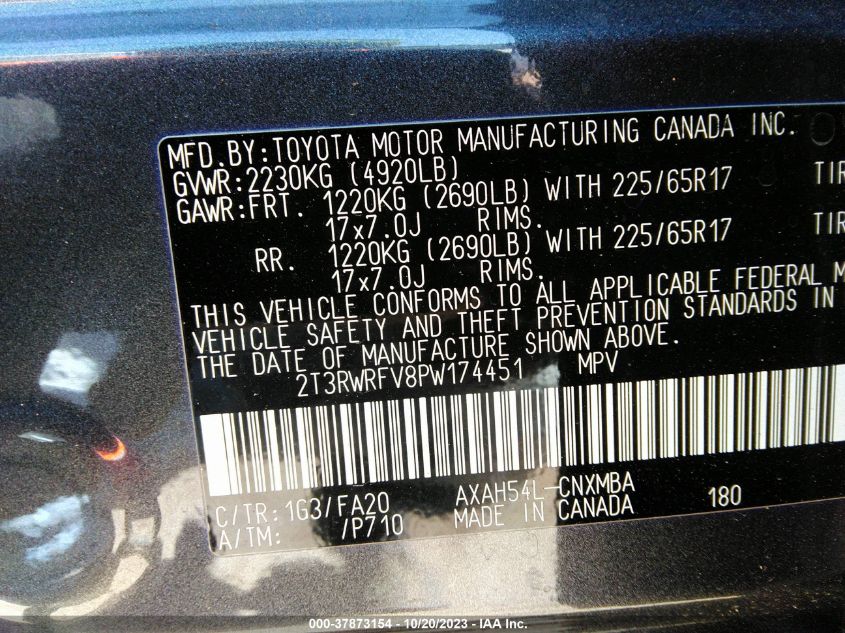 MFD.BY:TOYOTA MOTOR MANUFACTURING CANADA INC.
GVWR:2230KG (4920LB)
GAWR:FRT. 1220KG (2690LB) WITH 225/65R17 TIR
17x7.0J RIMS.
RR. 1220KG (2690LB) WITH 225/65R17 TIR
17x7.0J RIMS.
THIS VEHICLE CONFORMS TO ALL APPLICABLE FEDERAL M
VEHICLE SAFETY AND THEFT PREVENTION STANDARDS IN
THE DATE OF MANUFACTURE SHOWN ABOVE.
2T3RWRFV8PW174451 MPV
C/TR:1G3/FA20 AXAH54L-CNXMBA
A/TM: /P710 MADE IN CANADA 180
000-37873154 - 10/20/2023 - IAA Inc.